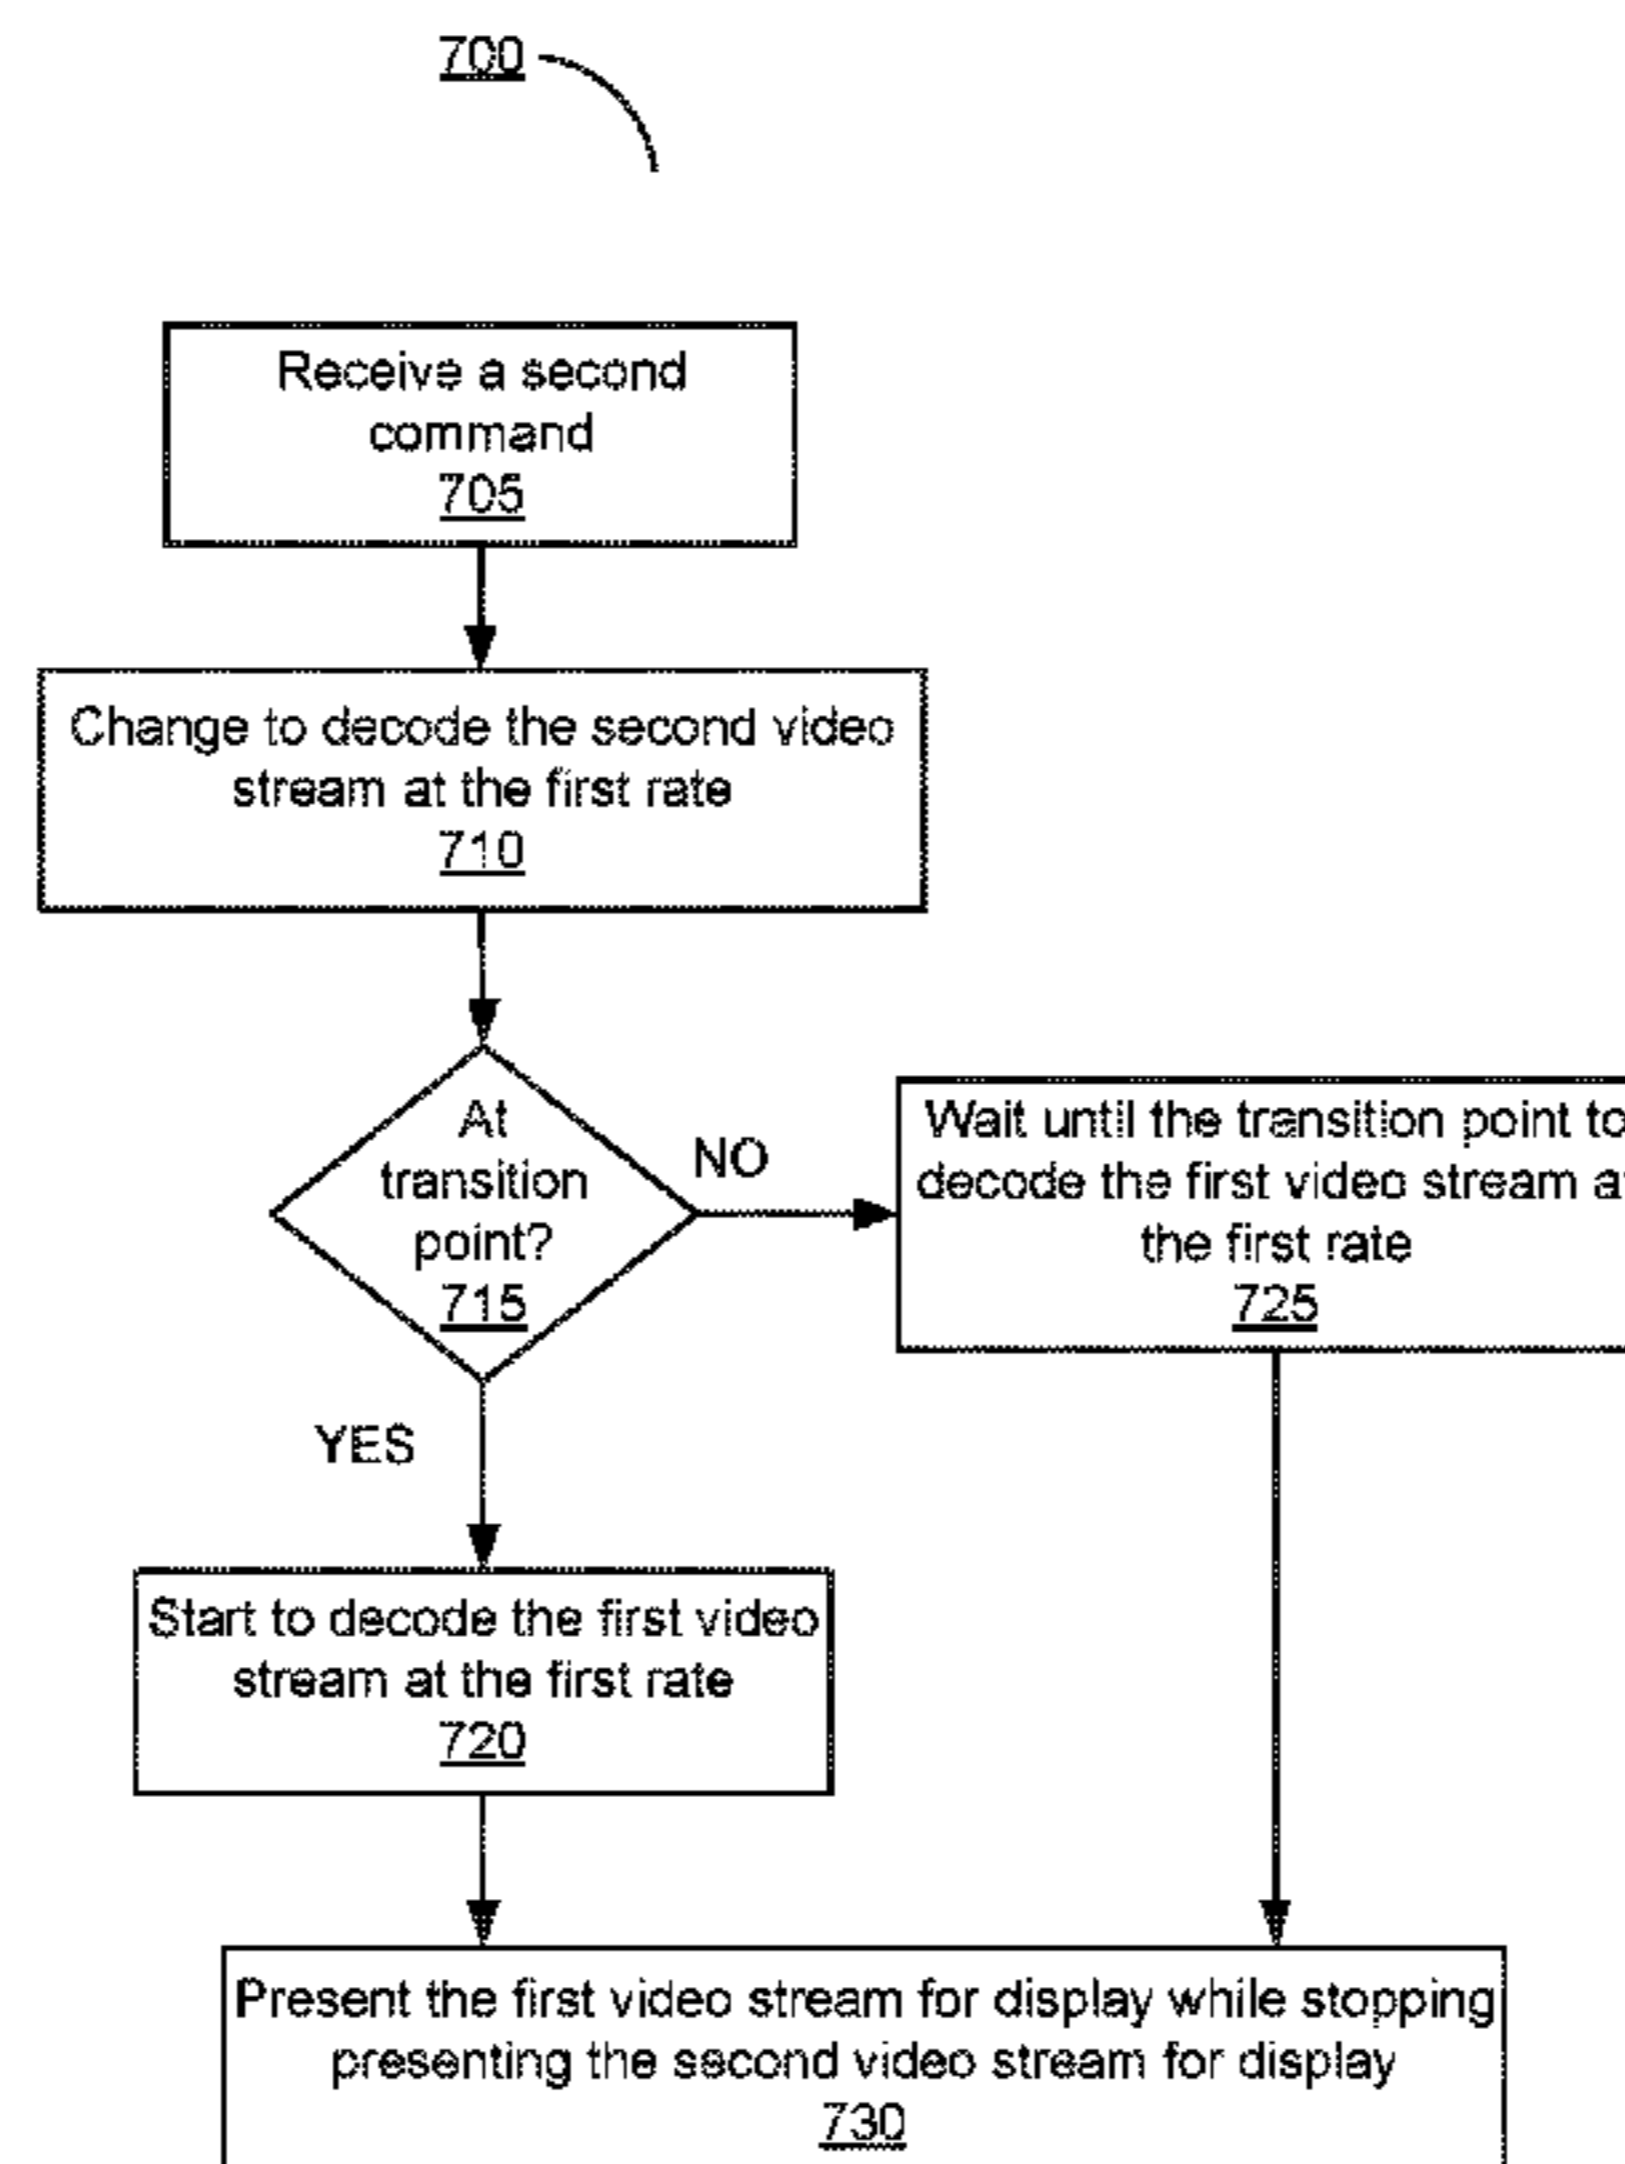 700
Receive a second
command
705
Change to decode the second video
stream at the first rate
710
At
transition
point?
715
NO
Wait until the transition point to
decode the first video stream at
the first rate
725
YES
Start to decode the first video
stream at the first rate
720
Present the first video stream for display while stopping
presenting the second video stream for display
730